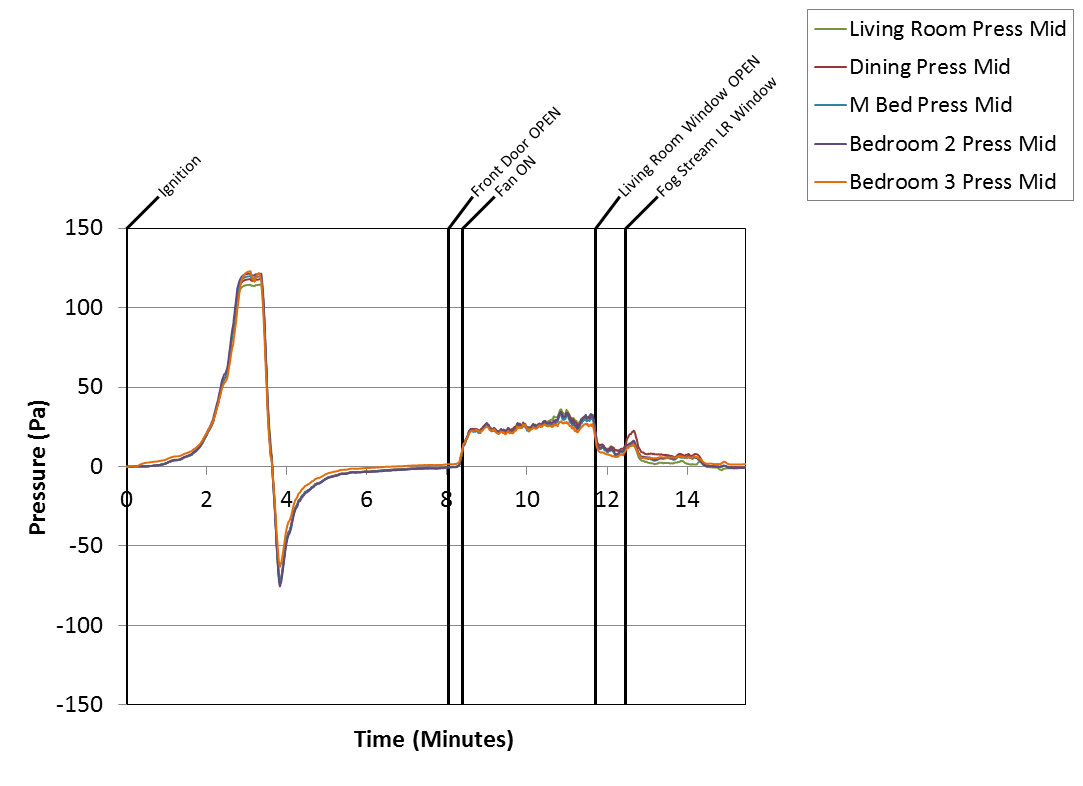 Living Room Press Mid
Dining Press Mid
M Bed Press Mid
Bedroom 2 Press Mid
Bedroom 3 Press Mid
Ignition
Front Door OPEN
Fan ON
Living Room Window OPEN
Fog Stream LR Window
150
100
50
0
-50
-100
-150
0 2 4 6 8 10 12 14
Pressure (Pa)
Time (Minutes)